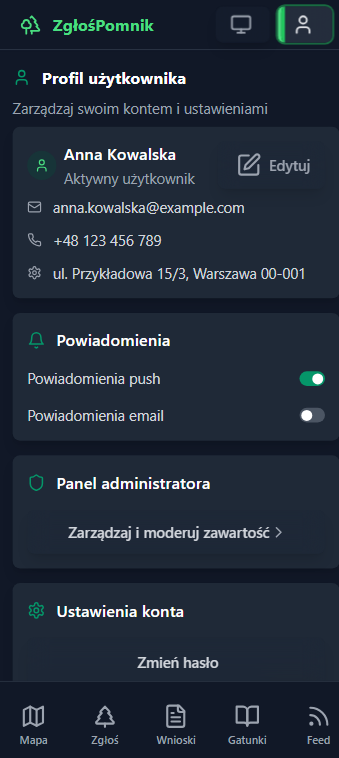 ZgłośPomnik
Profil użytkownika
Zarządzaj swoim kontem i ustawieniami
Anna Kowalska
Aktywny użytkownik
Edytuj
anna.kowalska@example.com
+48 123 456 789
ul. Przykładowa 15/3, Warszawa 00-001
Powiadomienia
Powiadomienia push
Powiadomienia email
Panel administratora
Zarządzaj i moderuj zawartość
Ustawienia konta
Zmień hasło
Mapa
Zgłoś
Wnioski
Gatunki
Feed